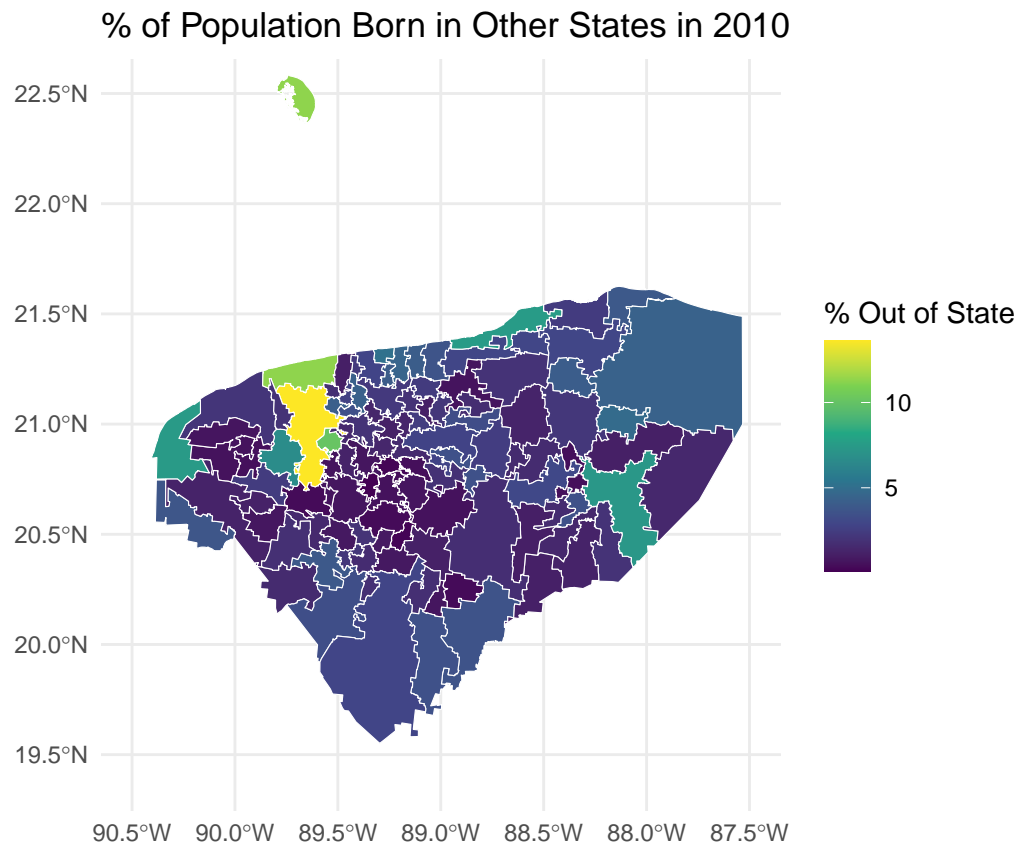 % of Population Born in Other States in 2010
22.5°N
22.0°N
21.5°N
21.0°N
20.5°N
20.0°N
19.5°N
90.5°W 90.0°W 89.5°W 89.0°W 88.5°W 88.0°W 87.5°W
% Out of State
10
5